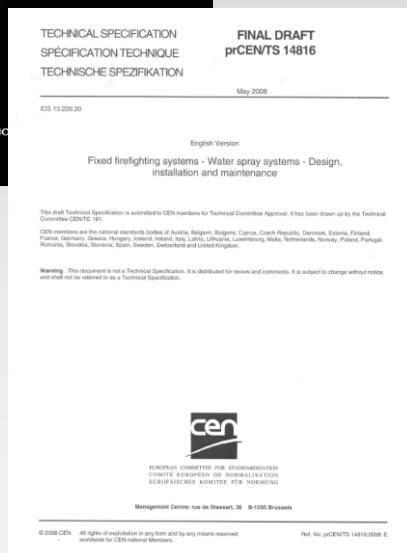 TECHNICAL SPECIFICATION
SPÉCIFICATION TECHNIQUE
TECHNISCHE SPEZIFIKATION
FINAL DRAFT
prCEN/TS 14816
May 2008
ICS 13.220.20
English Version
Fixed firefighting systems - Water spray systems - Design,
installation and maintenance
This draft Technical Specification is submitted to CEN members for Technical Committee Approval. It has been drawn up by the Technical
Committee CEN/TC 191.
CEN members are the national standards bodies of Austria, Belgium, Bulgaria, Cyprus, Czech Republic, Denmark, Estonia, Finland,
France, Germany, Greece, Hungary, Iceland, Ireland, Italy, Latvia, Lithuania, Luxembourg, Malta, Netherlands, Norway, Poland, Portugal,
Romania, Slovakia, Slovenia, Spain, Sweden, Switzerland and United Kingdom.
Warning : This document is not a Technical Specification. It is distributed for review and comments. It is subject to change without notice
and shall not be referred to as a Technical Specification.
cen
EUROPEAN COMMITTEE FOR STANDARDIZATION
COMITÉ EUROPÉEN DE NORMALISATION
EUROPÄISCHES KOMITEE FÜR NORMUNG
Management Centre: rue de Stassart, 36 B-1050 Brussels
© 2008 CEN All rights of exploitation in any form and by any means reserved
worldwide for CEN national Members.
Ref. No. prCEN/TS 14816:2008: E